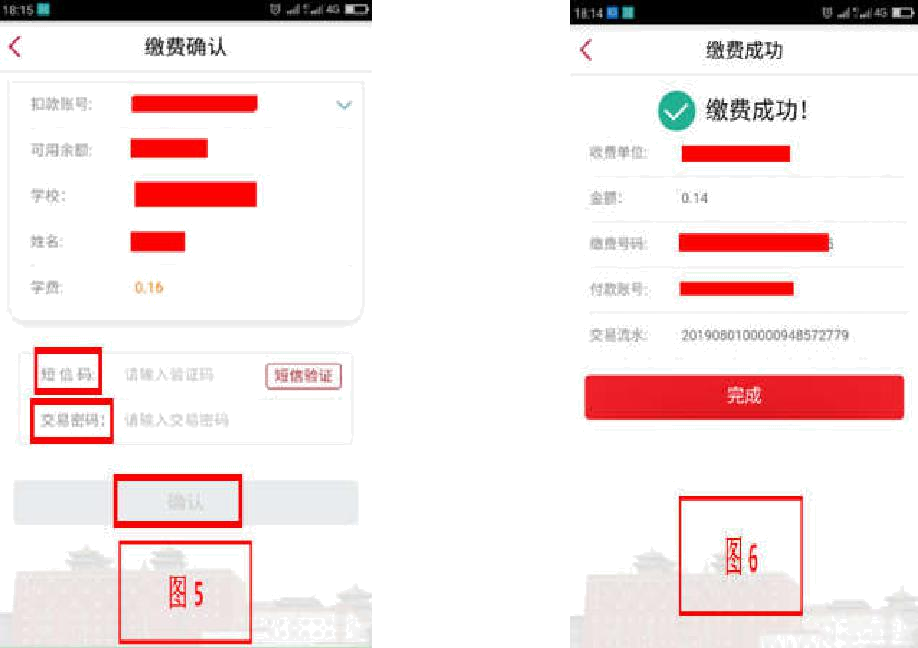 18:15
4G
缴费确认
扣款账号:
可用余额:
学校:
姓名:
学费: 0.16
短信码: 请输入验证码 短信验证
交易密码: 请输入交易密码
确认
图5
18:14
4G
缴费成功
缴费成功!
收费单位:
金额: 0.14
缴费号码:
付款账号:
交易流水: 2019080100000948572779
完成
图6